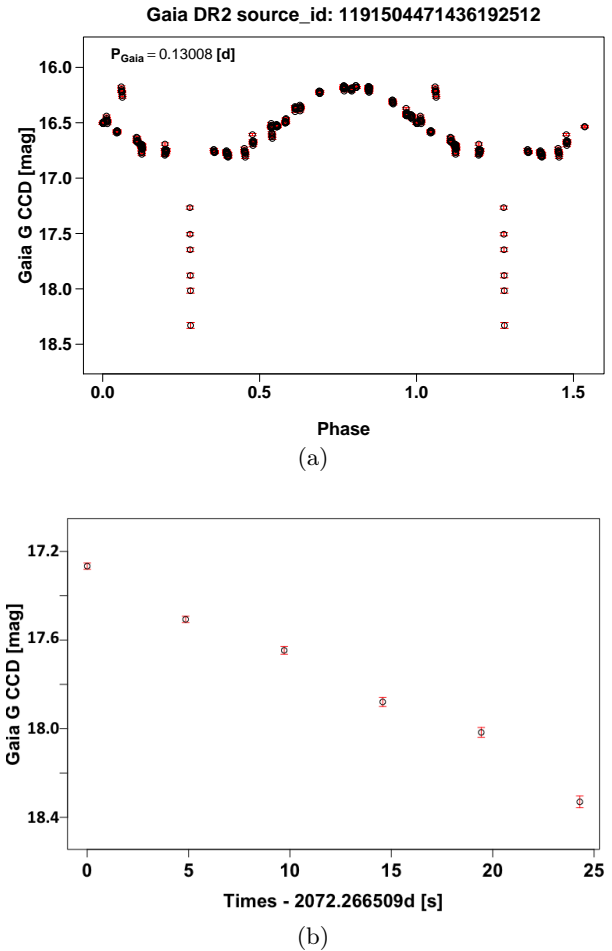 Gaia DR2 source_id: 1191504471436192512
P_Gaia = 0.13008 [d]
Gaia G CCD [mag]
16.0
16.5
17.0
17.5
18.0
18.5
0.0 0.5 1.0 1.5
Phase
(a)
Gaia G CCD [mag]
17.2
17.6
18.0
18.4
0 5 10 15 20 25
Times - 2072.266509d [s]
(b)